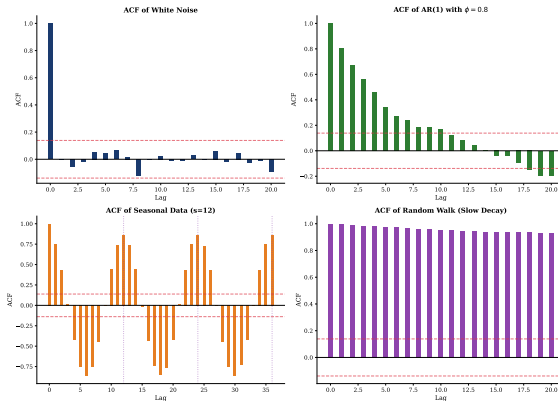 ACF of White Noise
1.0
0.8
0.6
0.4
0.2
0.0
ACF
0.0 2.5 5.0 7.5 10.0 12.5 15.0 17.5 20.0
Lag
ACF of AR(1) with ϕ = 0.8
1.0
0.8
0.6
0.4
0.2
0.0
−0.2
ACF
0.0 2.5 5.0 7.5 10.0 12.5 15.0 17.5 20.0
Lag
ACF of Seasonal Data (s=12)
1.00
0.75
0.50
0.25
0.00
−0.25
−0.50
−0.75
ACF
0 5 10 15 20 25 30 35
Lag
ACF of Random Walk (Slow Decay)
1.0
0.8
0.6
0.4
0.2
0.0
ACF
0.0 2.5 5.0 7.5 10.0 12.5 15.0 17.5 20.0
Lag